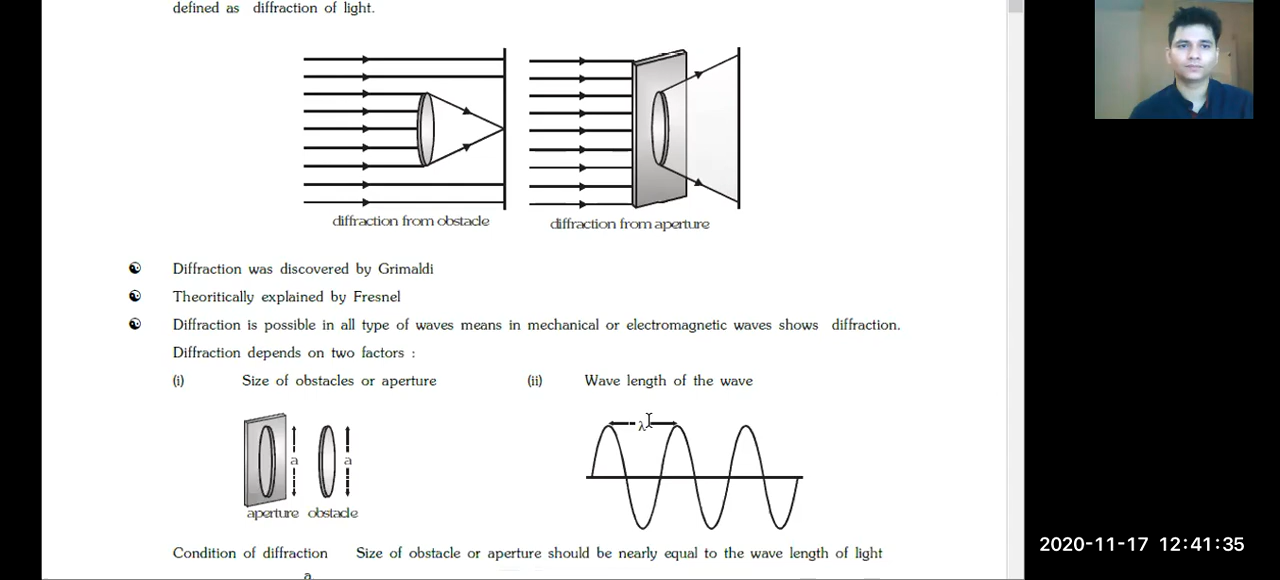 defined as diffraction of light.
diffraction from obstacle
diffraction from aperture
Diffraction was discovered by Grimaldi
Theoritically explained by Fresnel
Diffraction is possible in all type of waves means in mechanical or electromagnetic waves shows diffraction.
Diffraction depends on two factors :
(i) Size of obstacles or aperture (ii) Wave length of the wave
λ
a a
aperture obstacle
Condition of diffraction Size of obstacle or aperture should be nearly equal to the wave length of light
a
2020-11-17 12:41:35